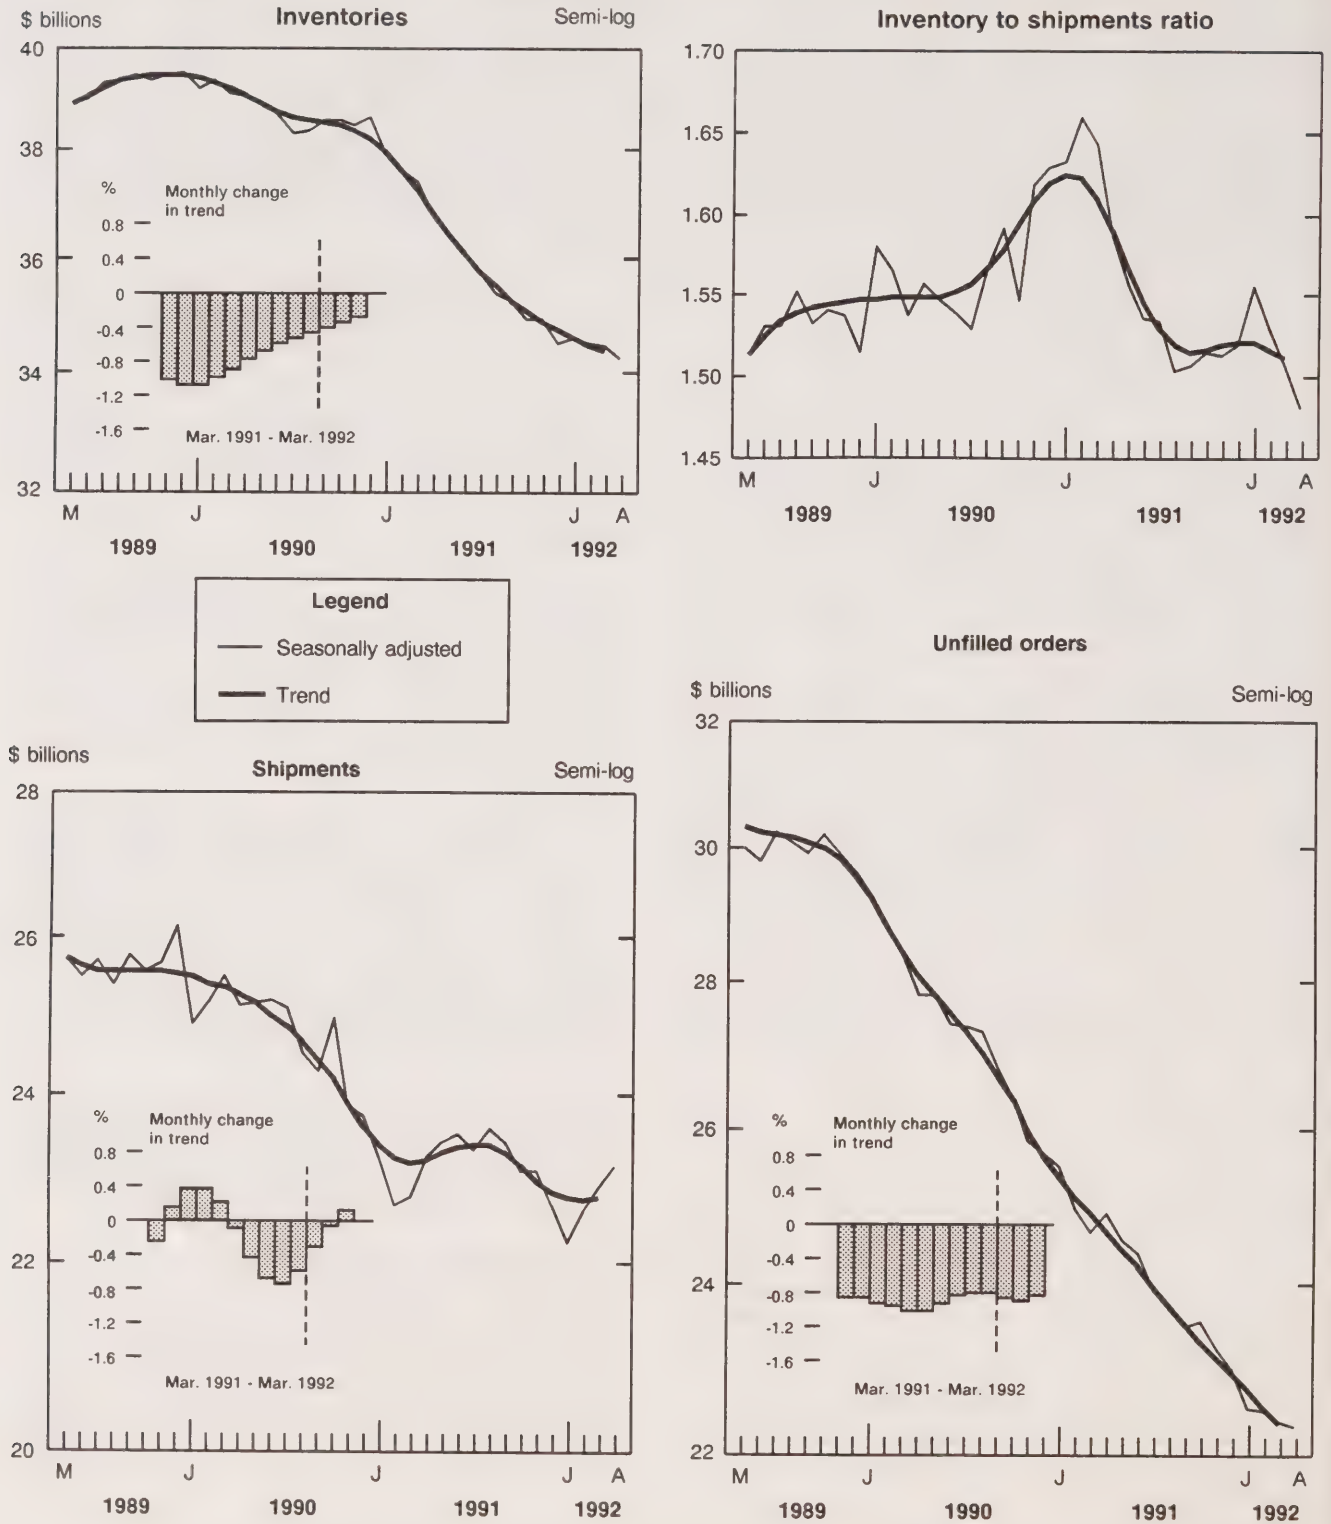 Inventories
$ billions
Semi-log
40
38
36
34
32
%
Monthly change
in trend
0.8
0.4
0
-0.4
-0.8
-1.2
-1.6
Mar. 1991 - Mar. 1992
M J J J A
1989 1990 1991 1992
Inventory to shipments ratio
1.70
1.65
1.60
1.55
1.50
1.45
M J J J A
1989 1990 1991 1992
Legend
Seasonally adjusted
Trend
Shipments
$ billions
Semi-log
28
26
24
22
20
%
Monthly change
in trend
0.8
0.4
0
-0.4
-0.8
-1.2
-1.6
Mar. 1991 - Mar. 1992
M J J J A
1989 1990 1991 1992
Unfilled orders
$ billions
Semi-log
32
30
28
26
24
22
%
Monthly change
in trend
0.8
0.4
0
-0.4
-0.8
-1.2
-1.6
Mar. 1991 - Mar. 1992
M J J J A
1989 1990 1991 1992